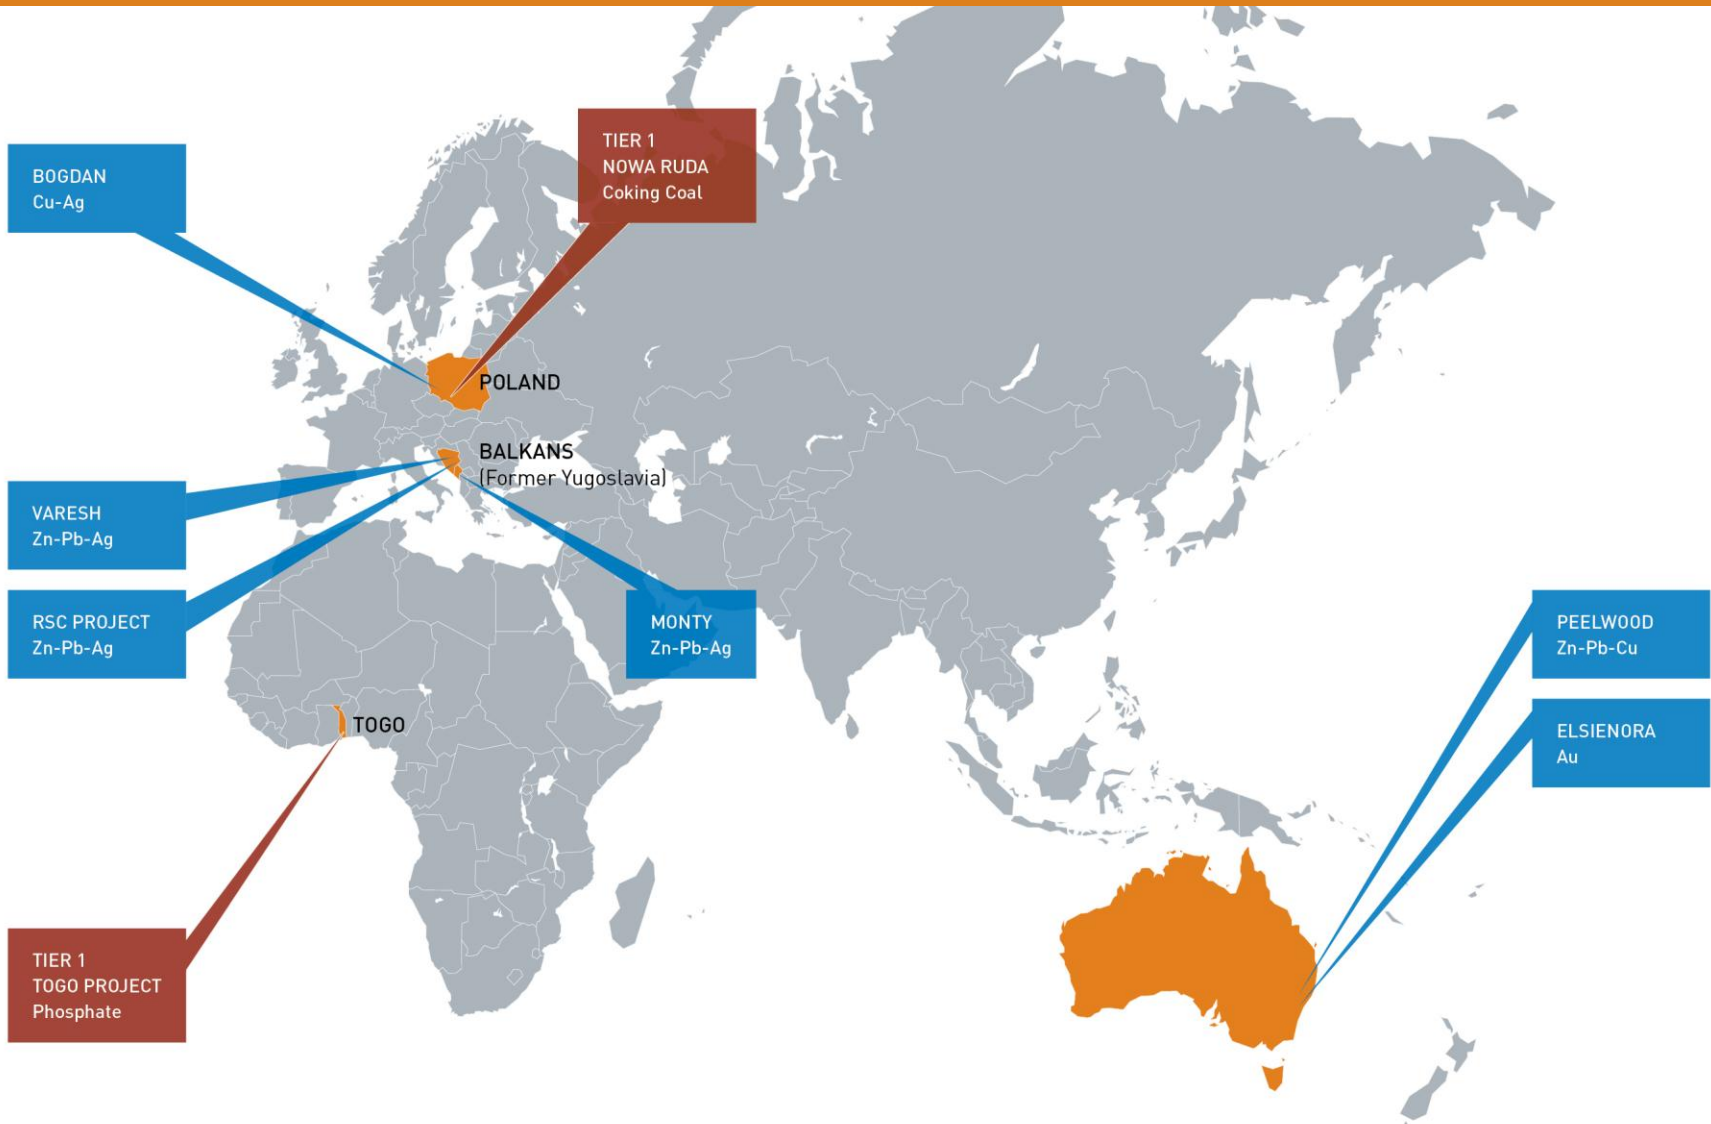 TIER 1
NOWA RUDA
Coking Coal
BOGDAN
Cu-Ag
POLAND
BALKANS
(Former Yugoslavia)
VARESH
Zn-Pb-Ag
RSC PROJECT
Zn-Pb-Ag
MONTY
Zn-Pb-Ag
PEELWOOD
Zn-Pb-Cu
ELSIENORA
Au
TOGO
TIER 1
TOGO PROJECT
Phosphate